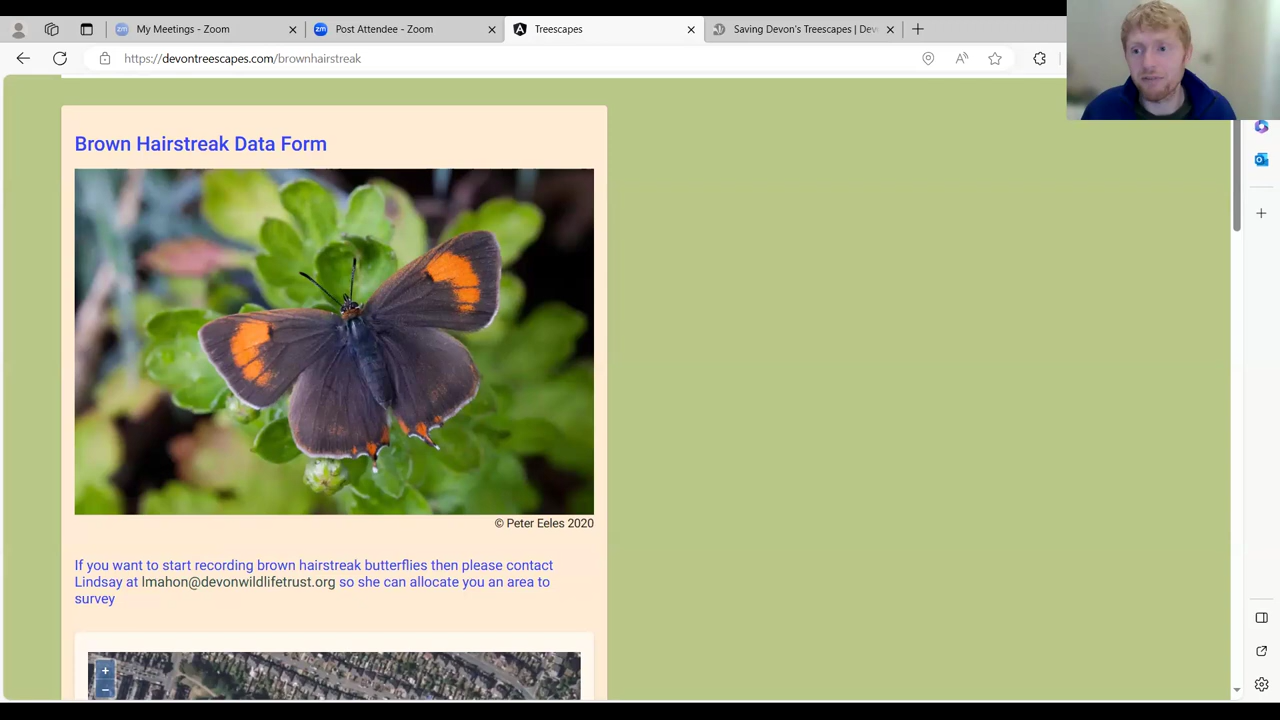 zm My Meetings - Zoom
zm Post Attendee - Zoom
Treescapes
Saving Devon's Treescapes | Dev
https://devontreescapes.com/brownhairstreak
Brown Hairstreak Data Form
© Peter Eeles 2020
If you want to start recording brown hairstreak butterflies then please contact
Lindsay at lmahon@devonwildlifetrust.org so she can allocate you an area to
survey
+
−